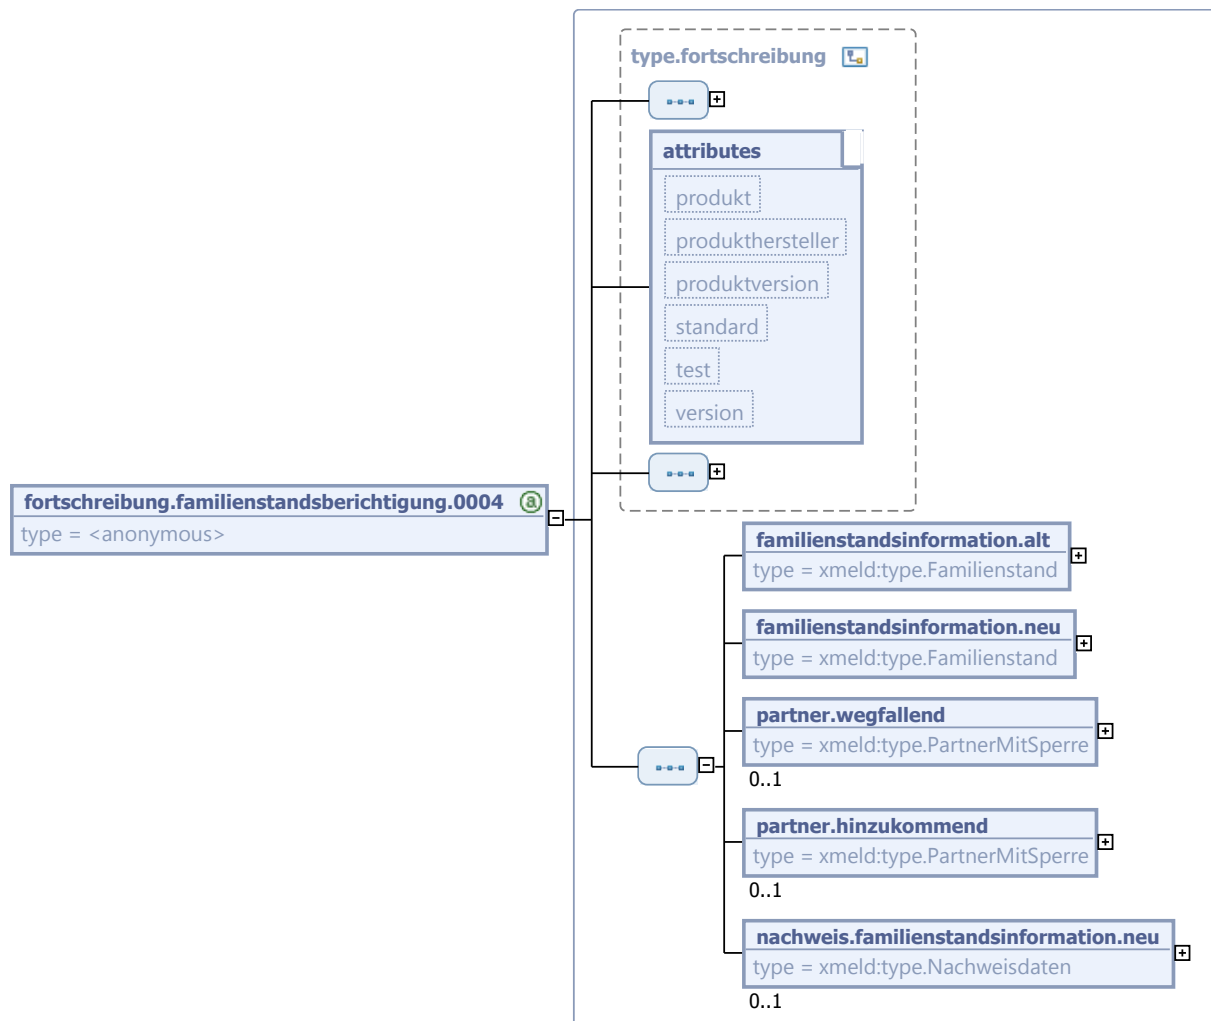 type.fortschreibung
attributes
produkt
produkthersteller
produktversion
standard
test
version
fortschreibung.familienstandsberichtigung.0004 a
type = <anonymous>
familienstandsinformation.alt
type = xmeld:type.Familienstand
familienstandsinformation.neu
type = xmeld:type.Familienstand
partner.wegfallend
type = xmeld:type.PartnerMitSperre
0..1
partner.hinzukommend
type = xmeld:type.PartnerMitSperre
0..1
nachweis.familienstandsinformation.neu
type = xmeld:type.Nachweisdaten
0..1